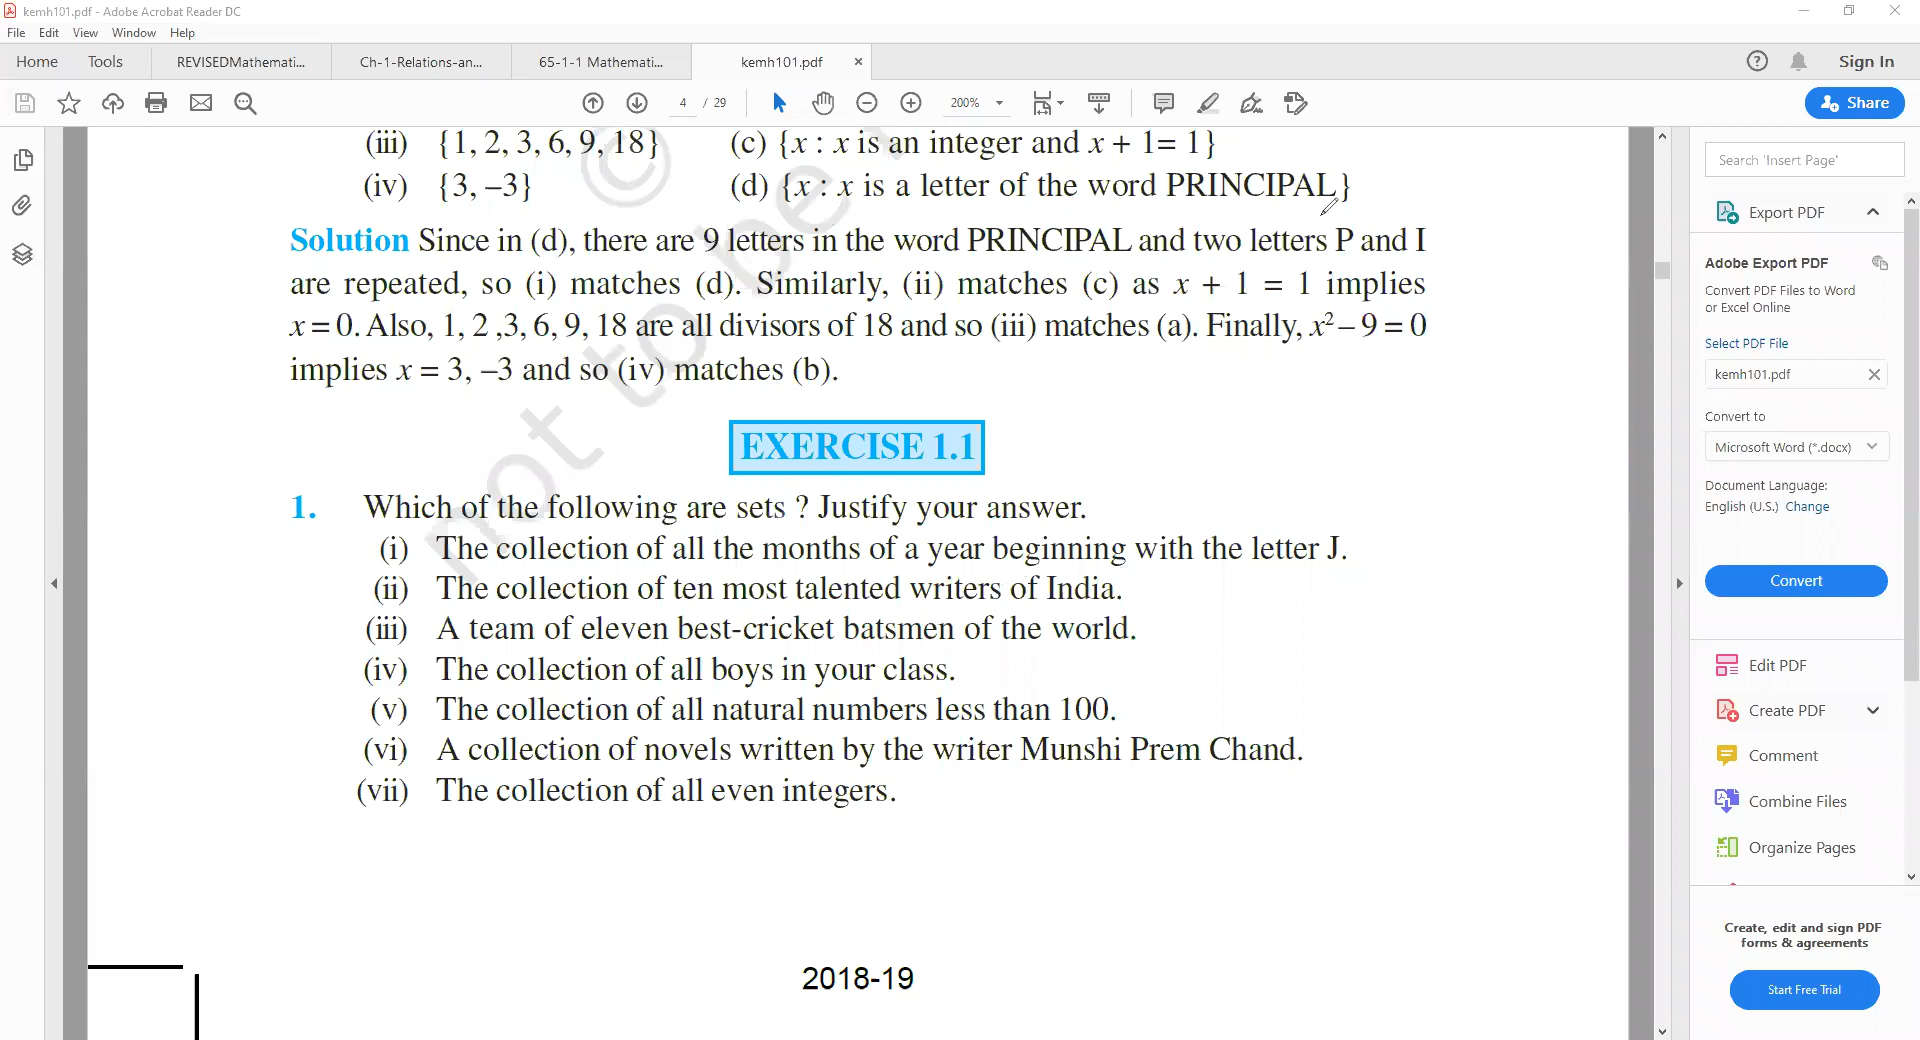 kemh101.pdf - Adobe Acrobat Reader DC
File Edit View Window Help
Home Tools REVISEDMathemati... Ch-1-Relations-an... 65-1-1 Mathemati... kemh101.pdf × Sign In
4 / 29 200% Share
(iii) {1, 2, 3, 6, 9, 18} (c) {x : x is an integer and x + 1= 1}
(iv) {3, –3} (d) {x : x is a letter of the word PRINCIPAL}
Solution Since in (d), there are 9 letters in the word PRINCIPAL and two letters P and I
are repeated, so (i) matches (d). Similarly, (ii) matches (c) as x + 1 = 1 implies
x = 0. Also, 1, 2 ,3, 6, 9, 18 are all divisors of 18 and so (iii) matches (a). Finally, x² – 9 = 0
implies x = 3, –3 and so (iv) matches (b).
EXERCISE 1.1
1. Which of the following are sets ? Justify your answer.
(i) The collection of all the months of a year beginning with the letter J.
(ii) The collection of ten most talented writers of India.
(iii) A team of eleven best-cricket batsmen of the world.
(iv) The collection of all boys in your class.
(v) The collection of all natural numbers less than 100.
(vi) A collection of novels written by the writer Munshi Prem Chand.
(vii) The collection of all even integers.
2018-19
© not to be r
Search 'Insert Page'
Export PDF
Adobe Export PDF
Convert PDF Files to Word
or Excel Online
Select PDF File
kemh101.pdf
Convert to
Microsoft Word (*.docx)
Document Language:
English (U.S.) Change
Convert
Edit PDF
Create PDF
Comment
Combine Files
Organize Pages
Create, edit and sign PDF
forms & agreements
Start Free Trial